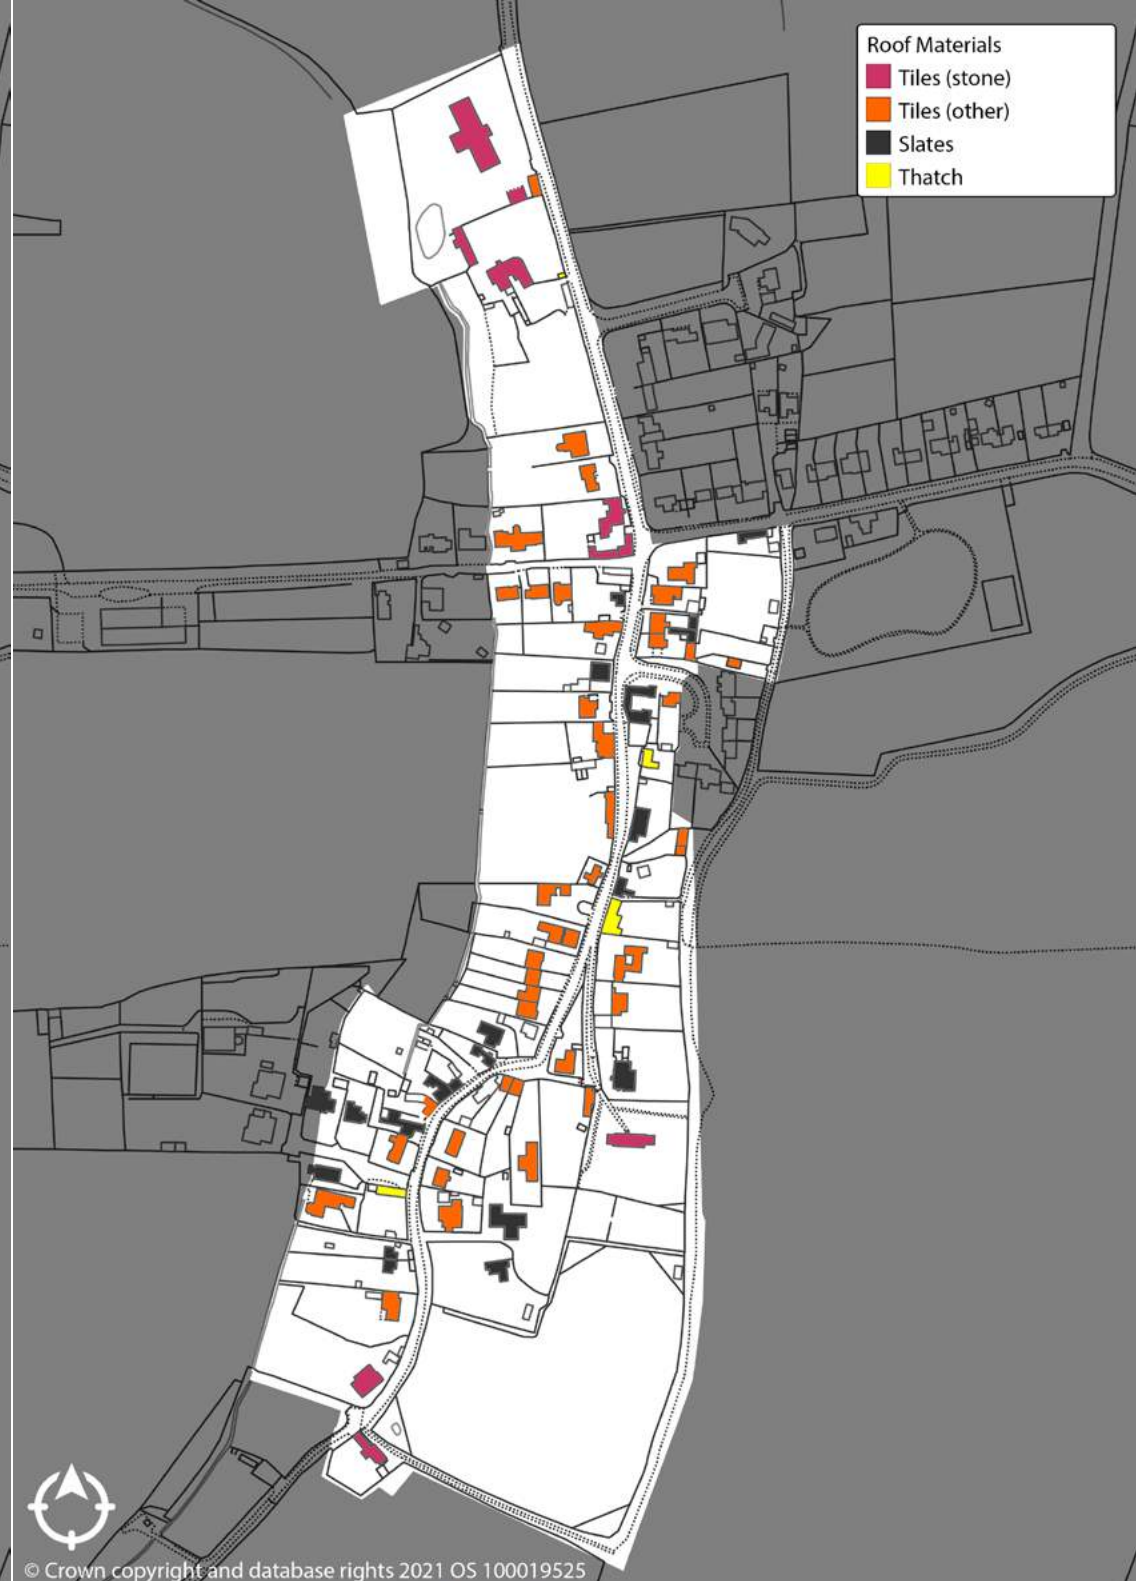 Roof Materials
Tiles (stone)
Tiles (other)
Slates
Thatch
© Crown copyright and database rights 2021 OS 100019525